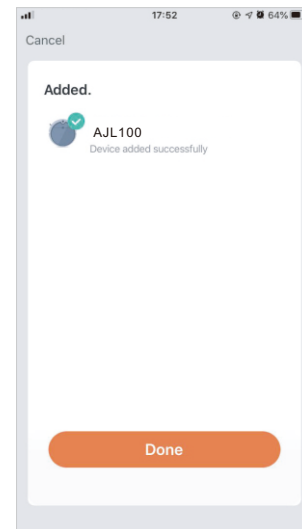 17:52
64%
Cancel
Added.
AJL100
Device added successfully
Done